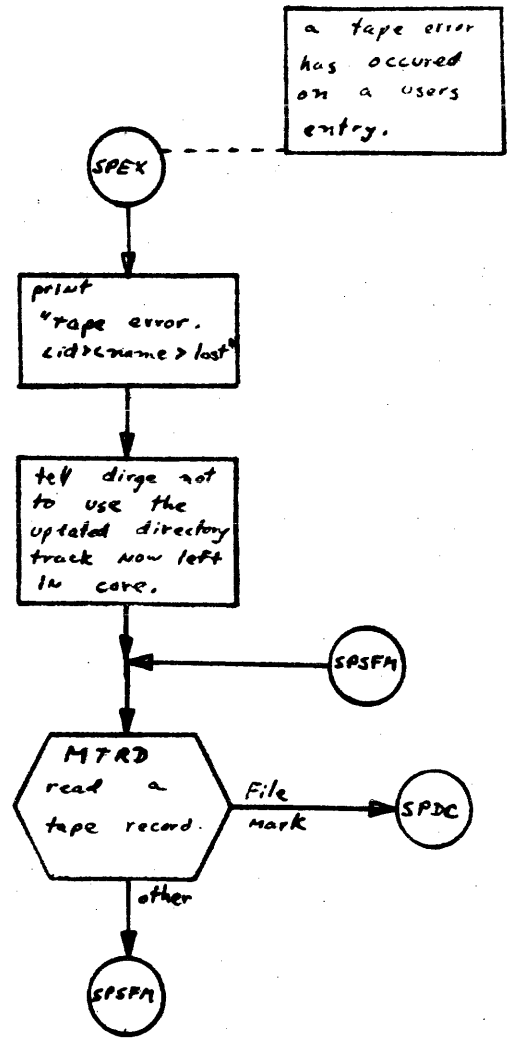 a tape error
has occured
on a users
entry.
SPEX
print
"tape error.
<id><name> lost"
tell dirge not
to use the
uptated directory
track now left
IN core.
SPSFM
MTRD
read a
tape record.
File
Mark
SPDC
other
SPSFM